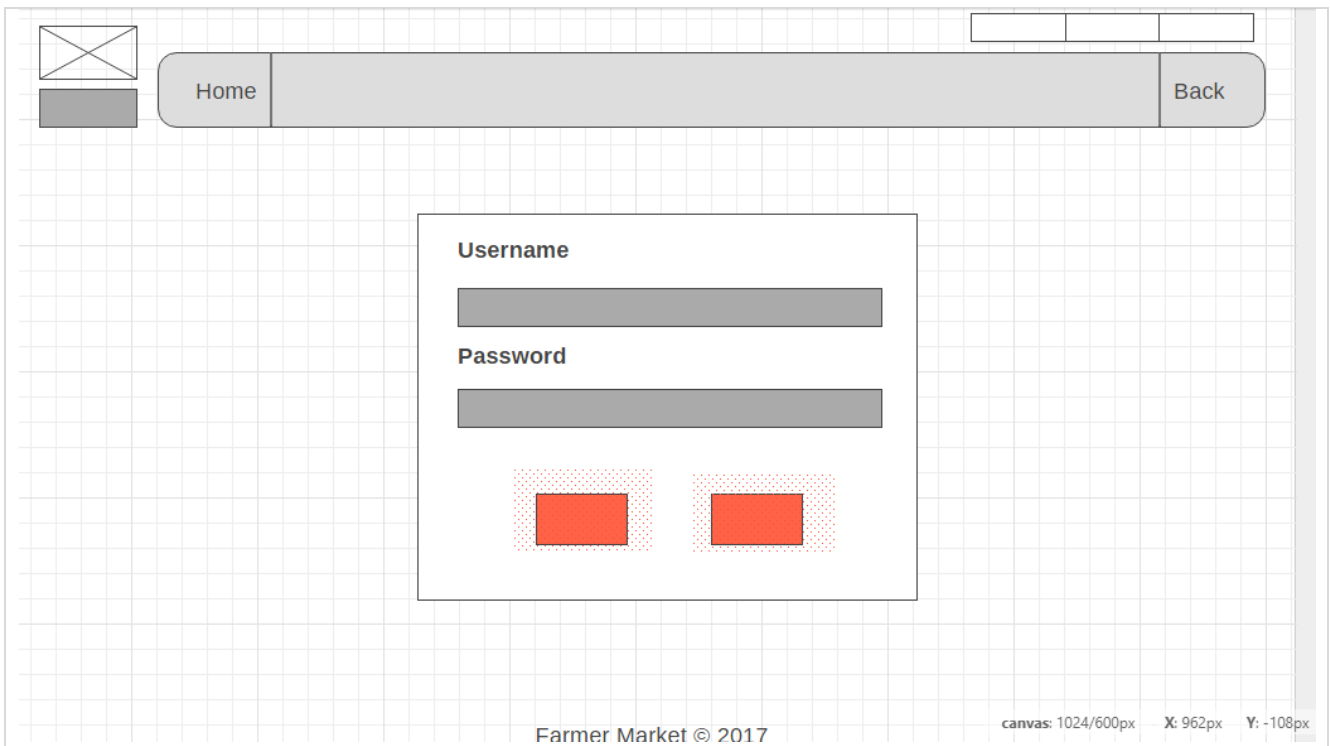 Home
Back
Username
Password
Farmer Market © 2017
canvas: 1024/600px X: 962px Y: -108px